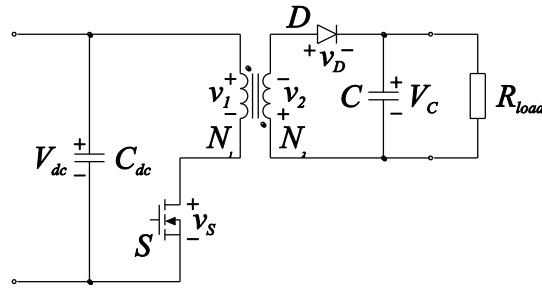 D
+ v_D −
+ v_1 −
− v_2 +
N_1
N_2
C
+ V_C −
R_load
+ V_dc −
C_dc
S
+ v_S −